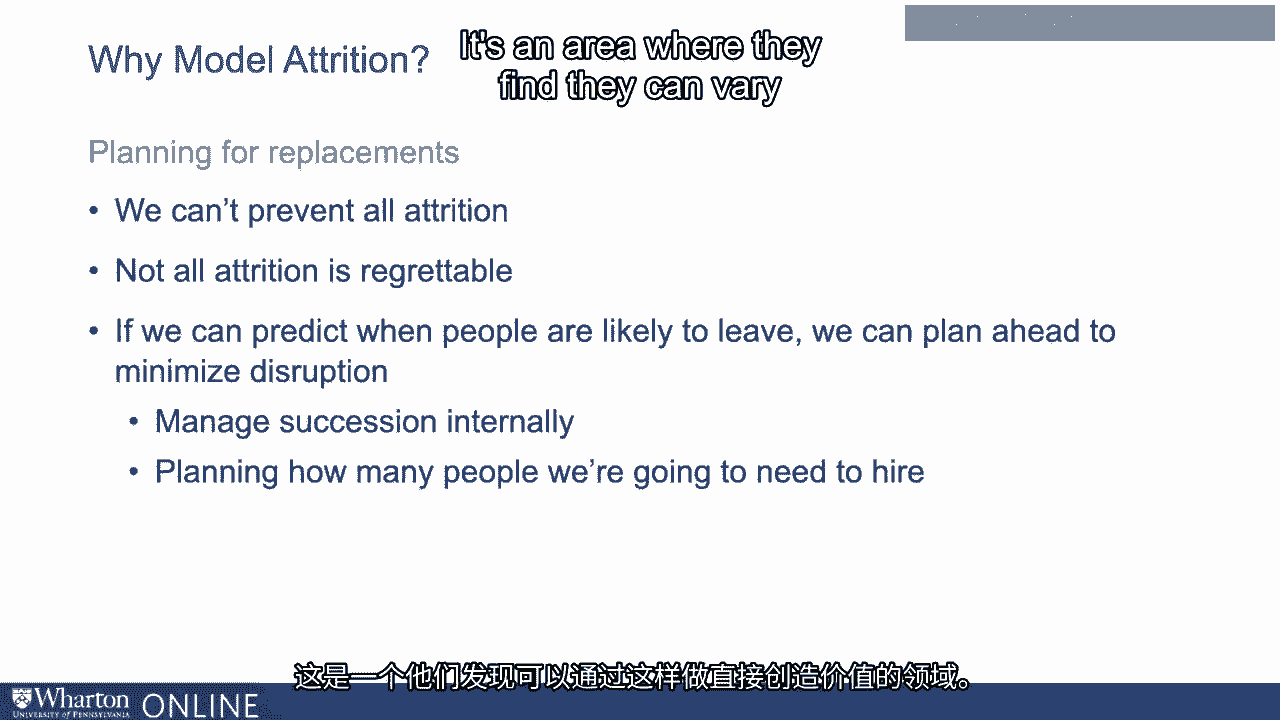 Why Model Attrition?
It's an area where they
find they can vary
Planning for replacements
• We can't prevent all attrition
• Not all attrition is regrettable
• If we can predict when people are likely to leave, we can plan ahead to
minimize disruption
• Manage succession internally
• Planning how many people we're going to need to hire
这是一个他们发现可以通过这样做直接创造价值的领域。
Wharton ONLINE
UNIVERSITY of PENNSYLVANIA